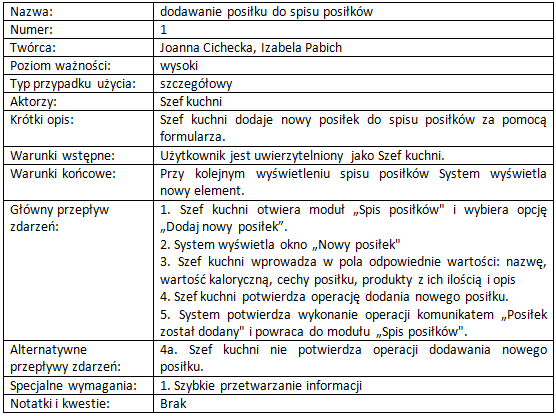 Nazwa: dodawanie posiłku do spisu posiłków
Numer: 1
Twórca: Joanna Cichecka, Izabela Pabich
Poziom ważności: wysoki
Typ przypadku użycia: szczegółowy
Aktorzy: Szef kuchni
Krótki opis: Szef kuchni dodaje nowy posiłek do spisu posiłków za pomocą
formularza.
Warunki wstępne: Użytkownik jest uwierzytelniony jako Szef kuchni.
Warunki końcowe: Przy kolejnym wyświetleniu spisu posiłków System wyświetla
nowy element.
Główny przepływ
zdarzeń:
1. Szef kuchni otwiera moduł „Spis posiłków" i wybiera opcję
„Dodaj nowy posiłek”.
2. System wyświetla okno „Nowy posiłek"
3. Szef kuchni wprowadza w pola odpowiednie wartości: nazwę,
wartość kaloryczną, cechy posiłku, produkty z ich ilością i opis
4. Szef kuchni potwierdza operację dodania nowego posiłku.
5. System potwierdza wykonanie operacji komunikatem „Posiłek
został dodany" i powraca do modułu „Spis posiłków".
Alternatywne
przepływy zdarzeń:
4a. Szef kuchni nie potwierdza operacji dodawania nowego
posiłku.
Specjalne wymagania: 1. Szybkie przetwarzanie informacji
Notatki i kwestie: Brak